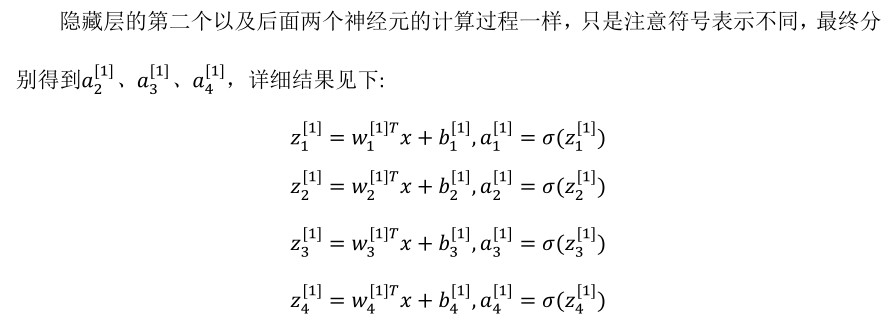 隐藏层的第二个以及后面两个神经元的计算过程一样，只是注意符号表示不同，最终分
别得到$a_2^{[1]}$、$a_3^{[1]}$、$a_4^{[1]}$，详细结果见下:
$z_1^{[1]} = w_1^{[1]T}x + b_1^{[1]}, a_1^{[1]} = \sigma(z_1^{[1]})$
$z_2^{[1]} = w_2^{[1]T}x + b_2^{[1]}, a_2^{[1]} = \sigma(z_2^{[1]})$
$z_3^{[1]} = w_3^{[1]T}x + b_3^{[1]}, a_3^{[1]} = \sigma(z_3^{[1]})$
$z_4^{[1]} = w_4^{[1]T}x + b_4^{[1]}, a_4^{[1]} = \sigma(z_4^{[1]})$